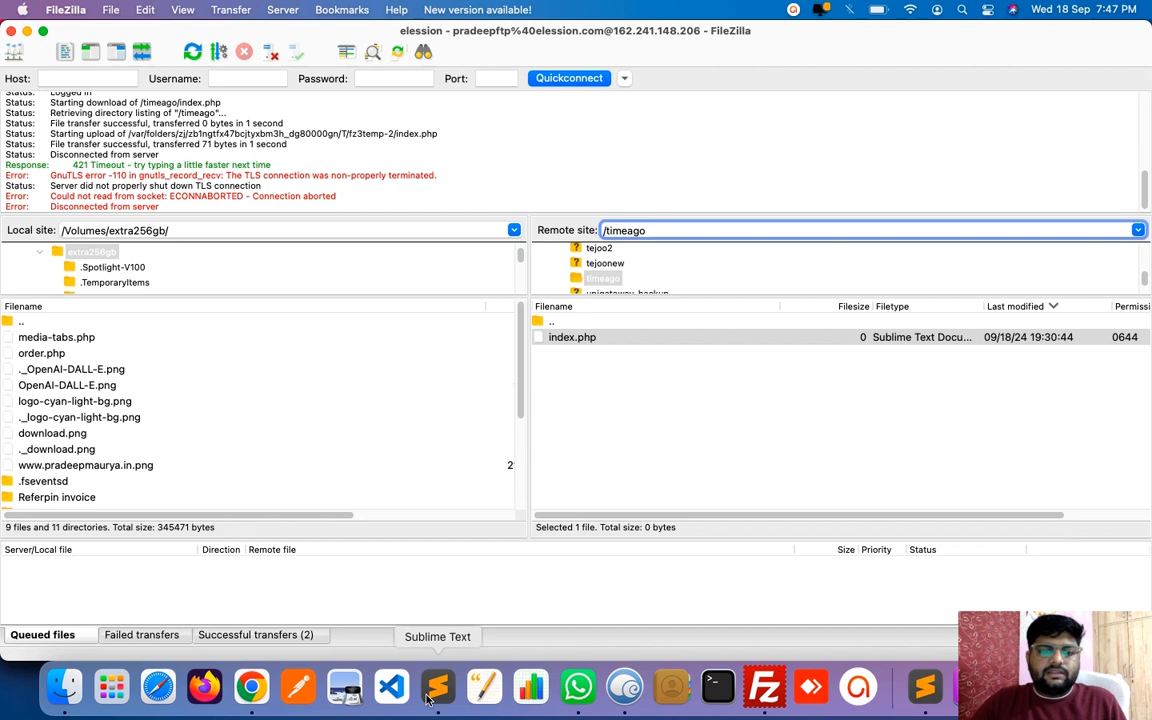 FileZilla File Edit View Transfer Server Bookmarks Help New version available! Wed 18 Sep 7:47 PM
elession - pradeepftp%40elession.com@162.241.148.206 - FileZilla
Host: Username: Password: Port: Quickconnect
Status: Logged in
Status: Starting download of /timeago/index.php
Status: Retrieving directory listing of "/timeago"...
Status: File transfer successful, transferred 0 bytes in 1 second
Status: Starting upload of /var/folders/zj/zb1ngtfx47bcjtyxbm3h_dg80000gn/T/fz3temp-2/index.php
Status: File transfer successful, transferred 71 bytes in 1 second
Status: Disconnected from server
Response: 421 Timeout - try typing a little faster next time
Error: GnuTLS error -110 in gnutls_record_recv: The TLS connection was non-properly terminated.
Status: Server did not properly shut down TLS connection
Error: Could not read from socket: ECONNABORTED - Connection aborted
Error: Disconnected from server
Local site: /Volumes/extra256gb/
extra256gb
.Spotlight-V100
.TemporaryItems
Filename
..
media-tabs.php
order.php
._OpenAI-DALL-E.png
OpenAI-DALL-E.png
logo-cyan-light-bg.png
._logo-cyan-light-bg.png
download.png
._download.png
www.pradeepmaurya.in.png 2
.fseventsd
Referpin invoice
9 files and 11 directories. Total size: 345471 bytes
Remote site: /timeago
tejoo2
tejoonew
timeago
unigateway_backup
Filename Filesize Filetype Last modified Permissi
..
index.php 0 Sublime Text Docu... 09/18/24 19:30:44 0644
Selected 1 file. Total size: 0 bytes
Server/Local file Direction Remote file Size Priority Status
Queued files Failed transfers Successful transfers (2)
Sublime Text